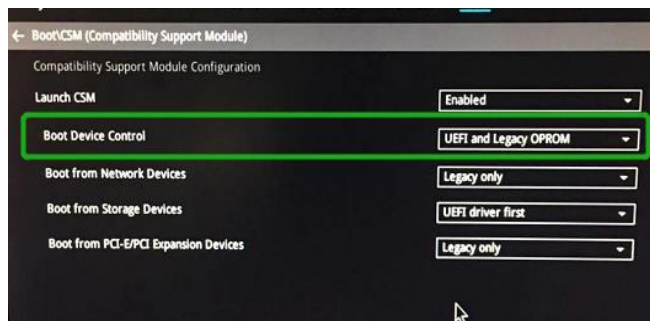 ← Boot\CSM (Compatibility Support Module)
Compatibility Support Module Configuration
Launch CSM Enabled
Boot Device Control UEFI and Legacy OPROM
Boot from Network Devices Legacy only
Boot from Storage Devices UEFI driver first
Boot from PCI-E/PCI Expansion Devices Legacy only